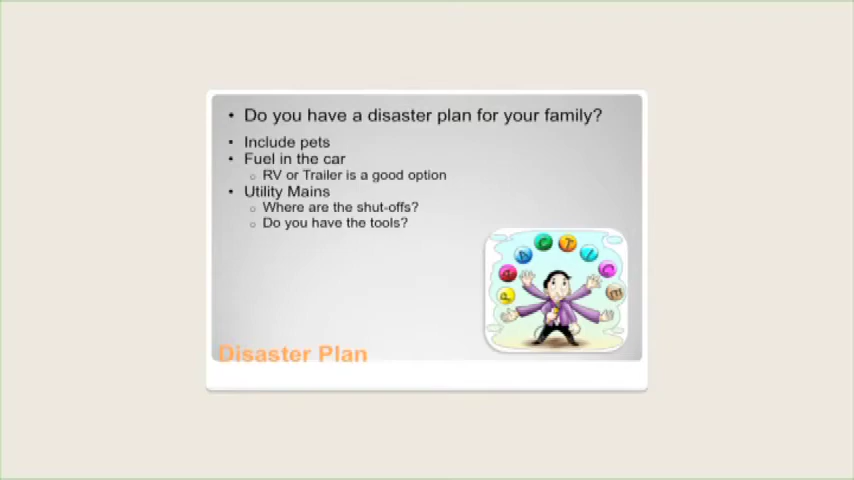 • Do you have a disaster plan for your family?
• Include pets
• Fuel in the car
o RV or Trailer is a good option
• Utility Mains
o Where are the shut-offs?
o Do you have the tools?
P R A C T I C E
Disaster Plan